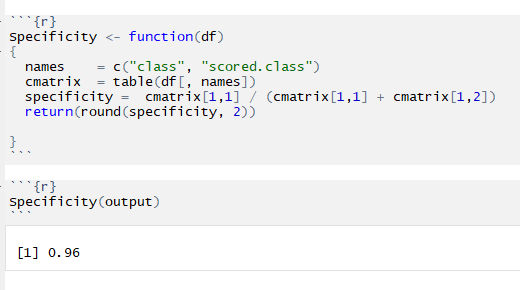 ```{r}
Specificity <- function(df)
{
  names    = c("class", "scored.class")
  cmatrix  = table(df[, names])
  specificity =  cmatrix[1,1] / (cmatrix[1,1] + cmatrix[1,2])
  return(round(specificity, 2))
}
```
```{r}
Specificity(output)
```
[1] 0.96